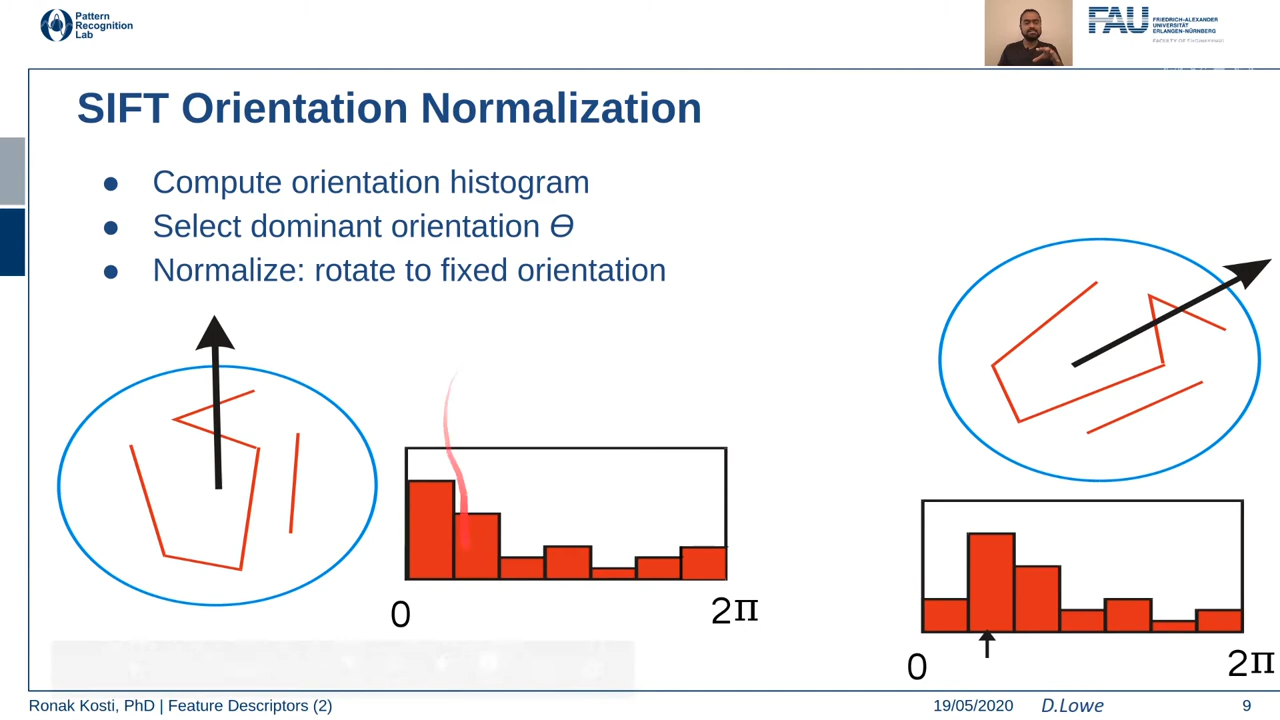 Pattern
Recognition
Lab
FAU
FRIEDRICH-ALEXANDER
UNIVERSITÄT
ERLANGEN-NÜRNBERG
FACULTY OF ENGINEERING
SIFT Orientation Normalization
● Compute orientation histogram
● Select dominant orientation Θ
● Normalize: rotate to fixed orientation
0
2π
0
2π
Ronak Kosti, PhD | Feature Descriptors (2)
19/05/2020
D.Lowe
9